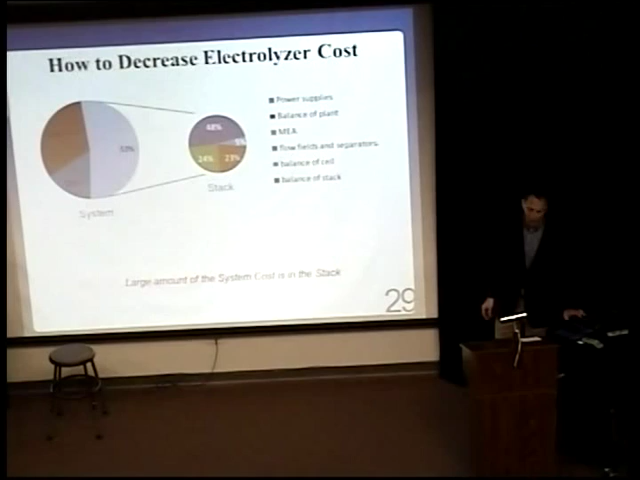 How to Decrease Electrolyzer Cost
Power supplies
Balance of plant
48%
MEA
5%
flow fields and separators
53%
24%
23%
balance of cell
balance of stack
Stack
System
Large amount of the System Cost is in the Stack
29